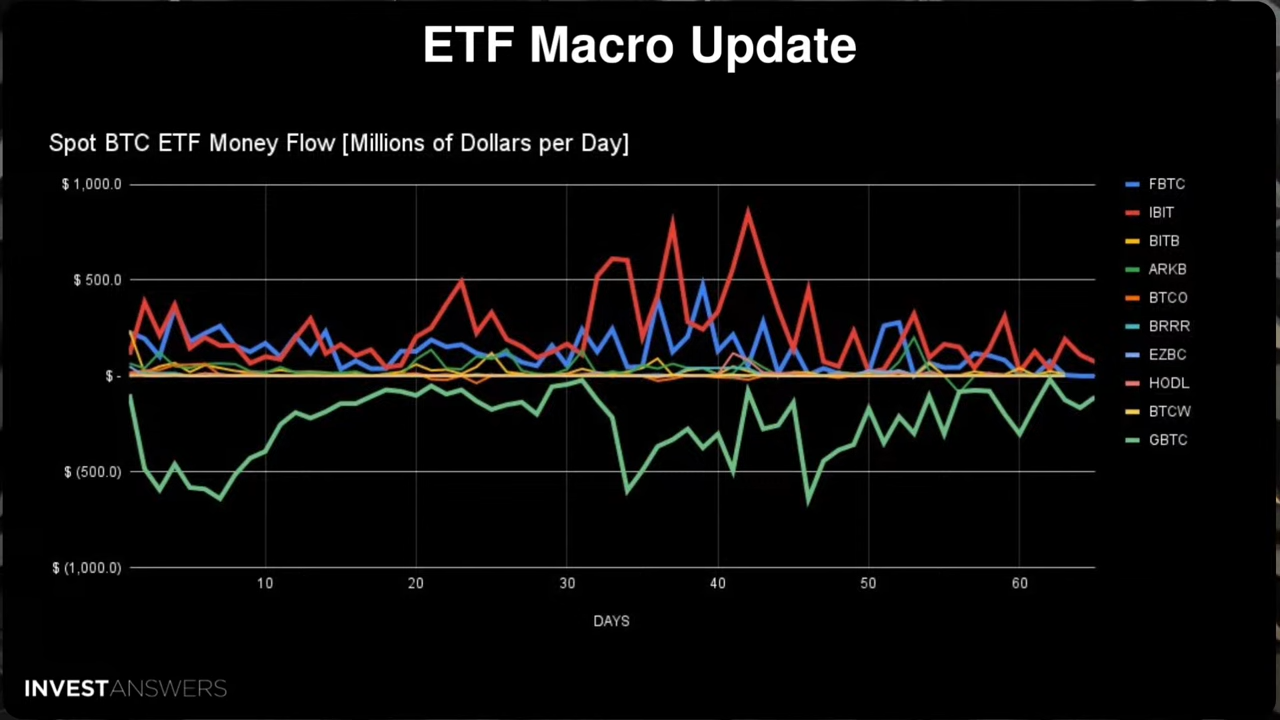 ETF Macro Update
Spot BTC ETF Money Flow [Millions of Dollars per Day]
$ 1,000.0
$ 500.0
$ -
$ (500.0)
$ (1,000.0)
10 20 30 40 50 60
DAYS
FBTC
IBIT
BITB
ARKB
BTCO
BRRR
EZBC
HODL
BTCW
GBTC
INVESTANSWERS